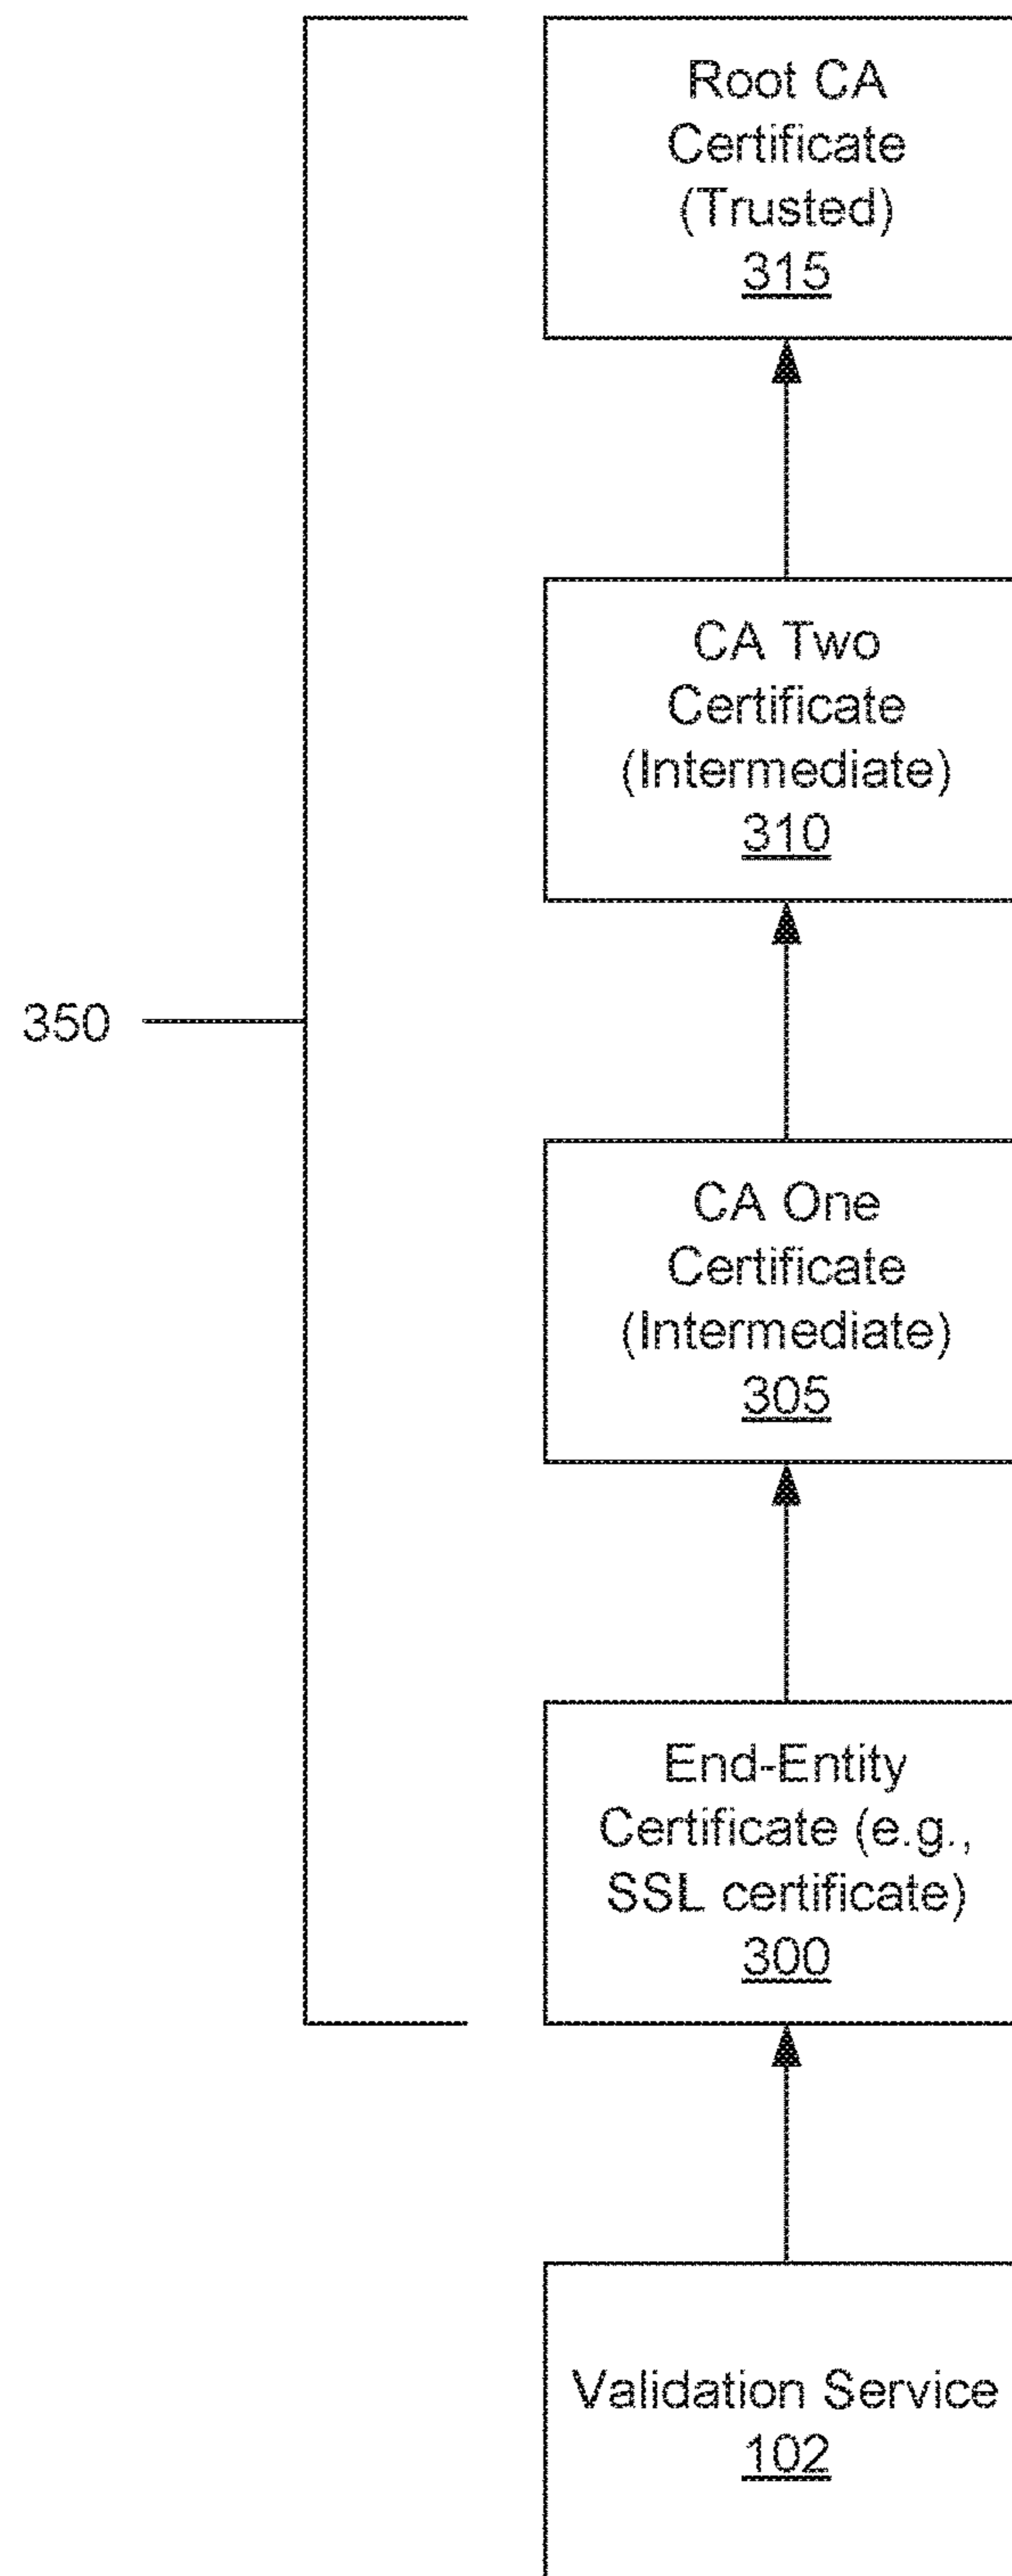 Root CA
Certificate
(Trusted)
315
CA Two
Certificate
(Intermediate)
310
350
CA One
Certificate
(Intermediate)
305
End-Entity
Certificate (e.g.,
SSL certificate)
300
Validation Service
102